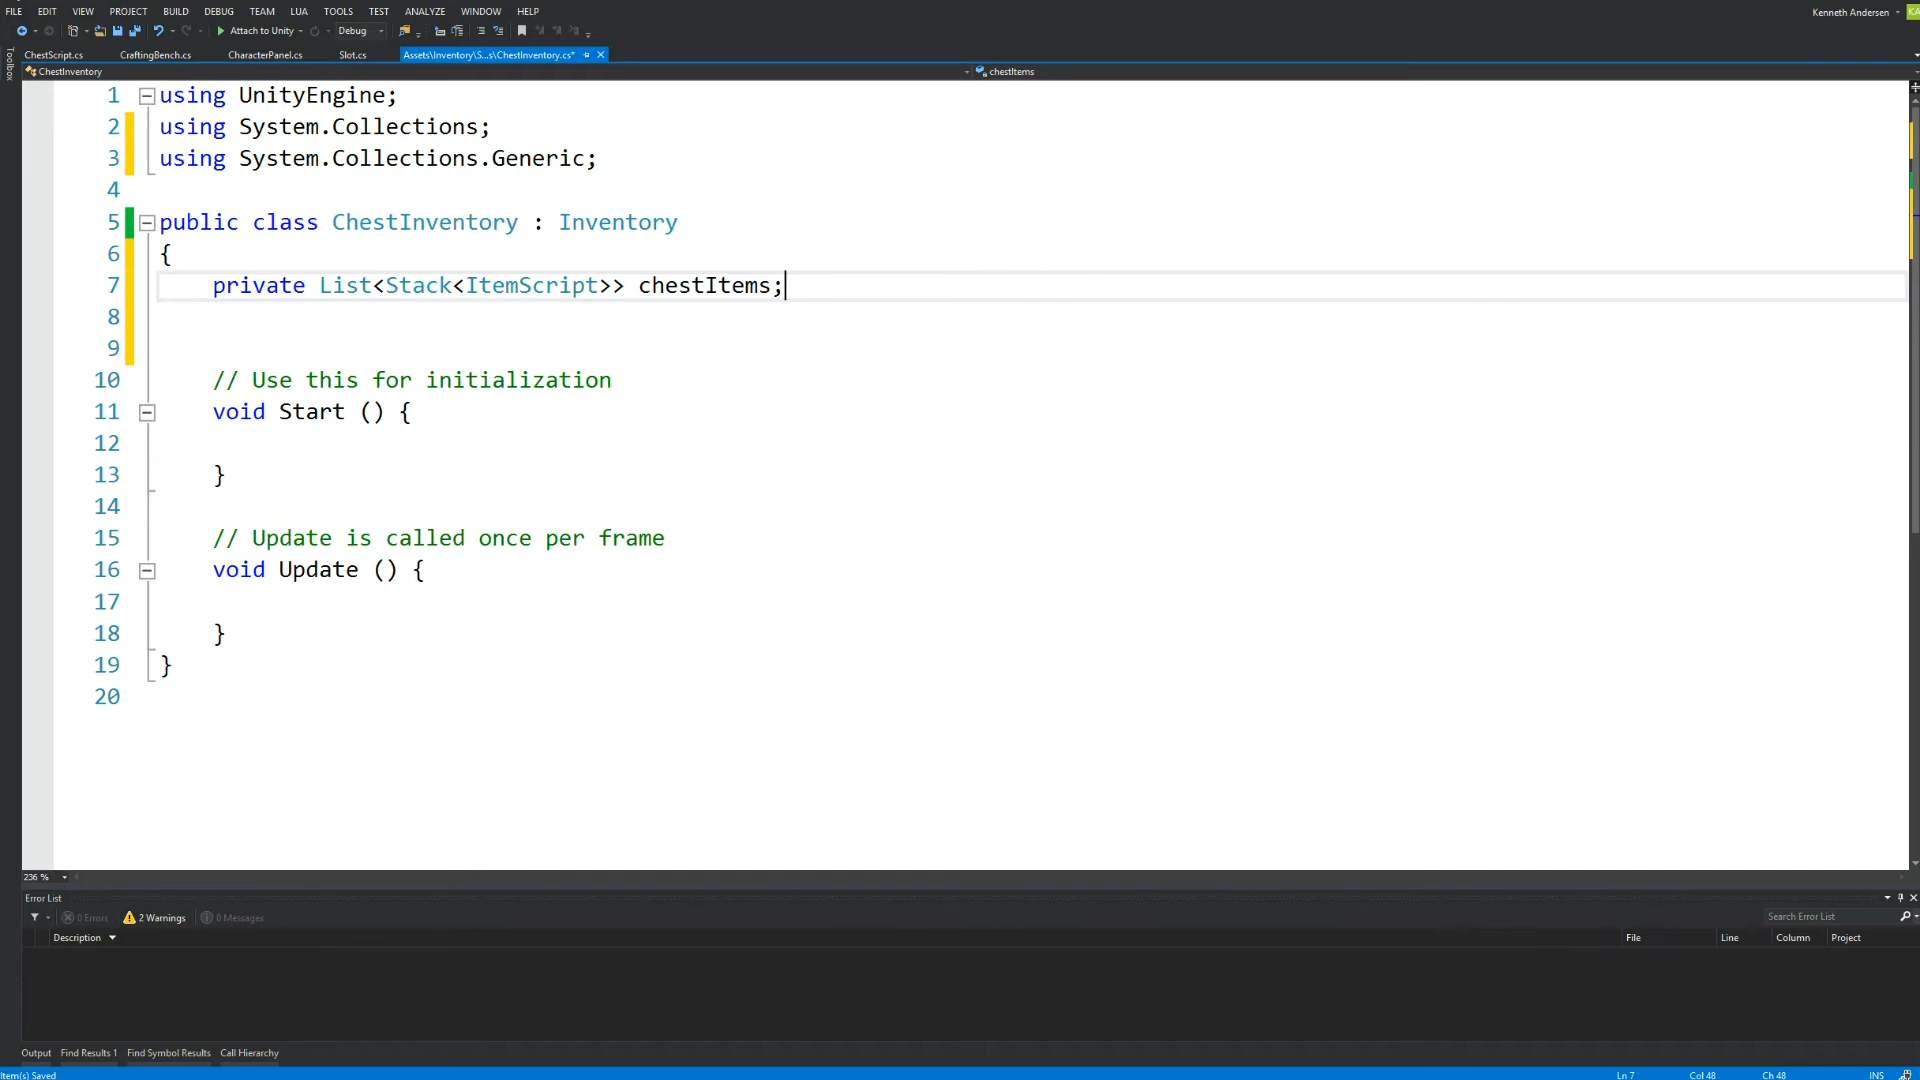 FILE EDIT VIEW PROJECT BUILD DEBUG TEAM LUA TOOLS TEST ANALYZE WINDOW HELP Kenneth Andersen KA
Attach to Unity Debug
ChestScript.cs CraftingBench.cs CharacterPanel.cs Slot.cs Assets\Inventory\S...s\ChestInventory.cs*
ChestInventory chestItems
Toolbox
1 using UnityEngine;
2 using System.Collections;
3 using System.Collections.Generic;
4
5 public class ChestInventory : Inventory
6 {
7 private List<Stack<ItemScript>> chestItems;
8
9
10 // Use this for initialization
11 void Start () {
12
13 }
14
15 // Update is called once per frame
16 void Update () {
17
18 }
19 }
20
236 %
Error List
0 Errors 2 Warnings 0 Messages Search Error List
Description File Line Column Project
Output Find Results 1 Find Symbol Results Call Hierarchy
Item(s) Saved Ln 7 Col 48 Ch 48 INS